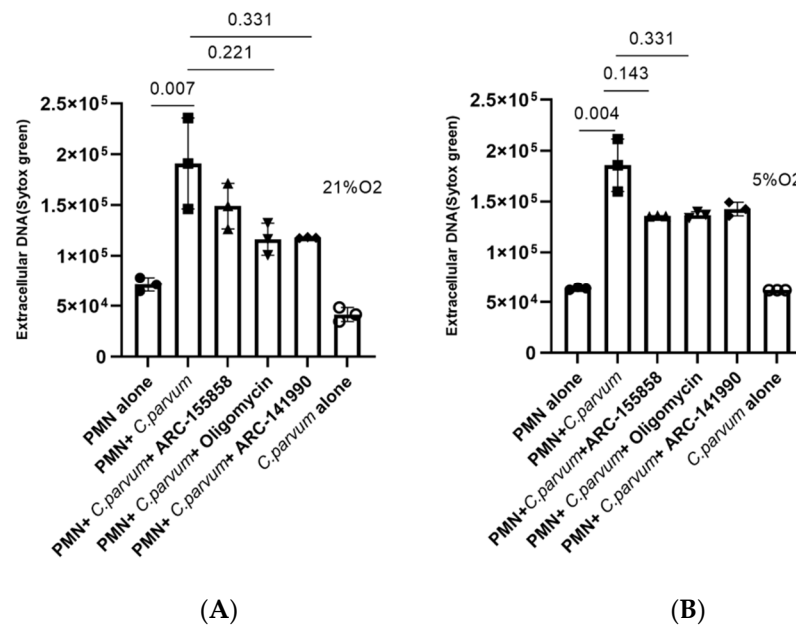 0.331
0.221
0.007
2.5×10⁵
2×10⁵
1.5×10⁵
1×10⁵
5×10⁴
0
Extracellular DNA(Sytox green)
21%O2
PMN alone
PMN+ C.parvum
PMN+ C.parvum+ ARC-155858
PMN+ C.parvum+ Oligomycin
PMN+ C.parvum+ ARC-141990
C.parvum alone
(A)
0.331
0.143
0.004
2.5×10⁵
2×10⁵
1.5×10⁵
1×10⁵
5×10⁴
0
Extracellular DNA(Sytox green)
5%O2
PMN alone
PMN+C.parvum
PMN+C.parvum+ARC-155858
PMN+ C.parvum+ Oligomycin
PMN+ C.parvum+ ARC-141990
C.parvum alone
(B)